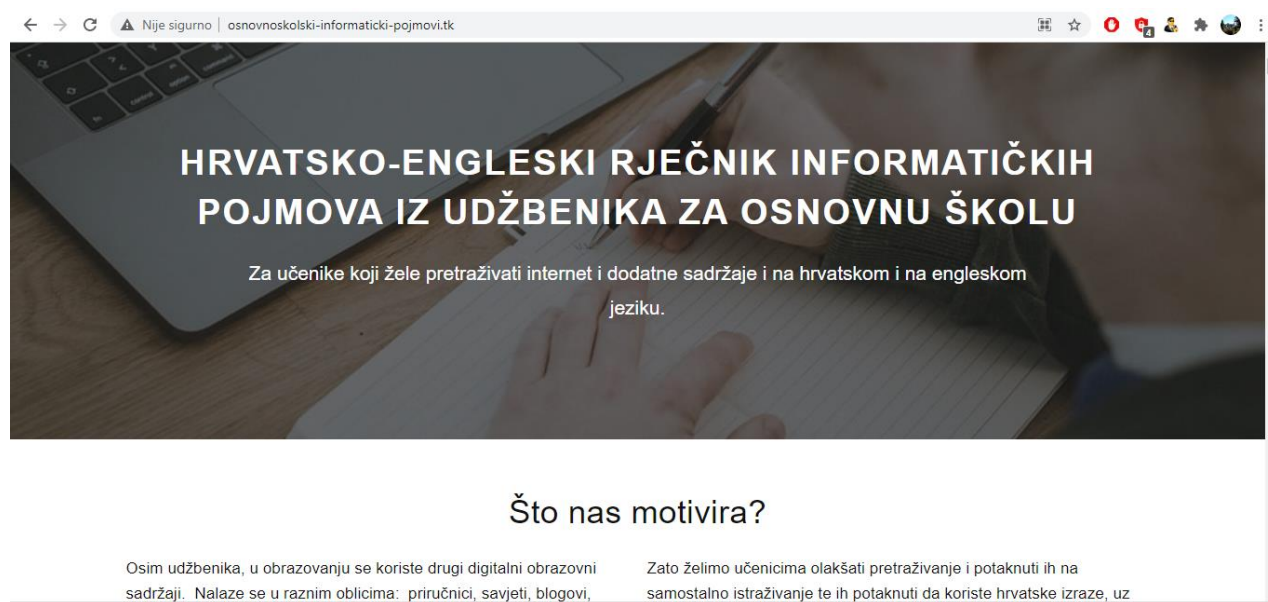 Nije sigurno | osnovnoskolski-informaticki-pojmovi.tk
4
HRVATSKO-ENGLESKI RJEČNIK INFORMATIČKIH
POJMOVA IZ UDŽBENIKA ZA OSNOVNU ŠKOLU
Za učenike koji žele pretraživati internet i dodatne sadržaje i na hrvatskom i na engleskom
jeziku.
Što nas motivira?
Osim udžbenika, u obrazovanju se koriste drugi digitalni obrazovni
sadržaji. Nalaze se u raznim oblicima: priručnici, savjeti, blogovi,
Zato želimo učenicima olakšati pretraživanje i potaknuti ih na
samostalno istraživanje te ih potaknuti da koriste hrvatske izraze, uz